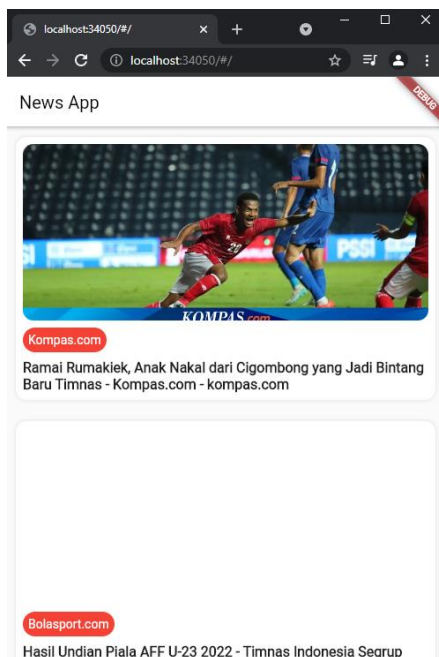 localhost:34050/#/
localhost:34050/#/
News App
DEBUG
PSSI
20
PSSI
KOMPAS.com
Kompas.com
Ramai Rumakiek, Anak Nakal dari Cigombong yang Jadi Bintang
Baru Timnas - Kompas.com - kompas.com
Bolasport.com
Hasil Undian Piala AFF U-23 2022 - Timnas Indonesia Segrup